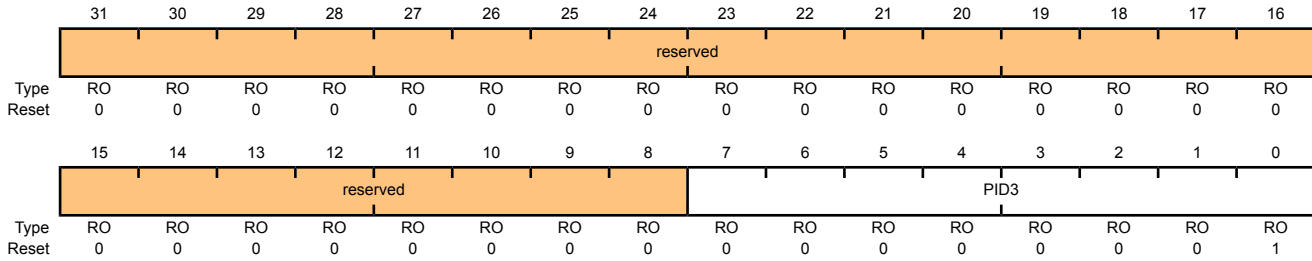 31 30 29 28 27 26 25 24 23 22 21 20 19 18 17 16
reserved
Type RO RO RO RO RO RO RO RO RO RO RO RO RO RO RO RO
Reset 0 0 0 0 0 0 0 0 0 0 0 0 0 0 0 0
15 14 13 12 11 10 9 8 7 6 5 4 3 2 1 0
reserved PID3
Type RO RO RO RO RO RO RO RO RO RO RO RO RO RO RO RO
Reset 0 0 0 0 0 0 0 0 0 0 0 0 0 0 0 1